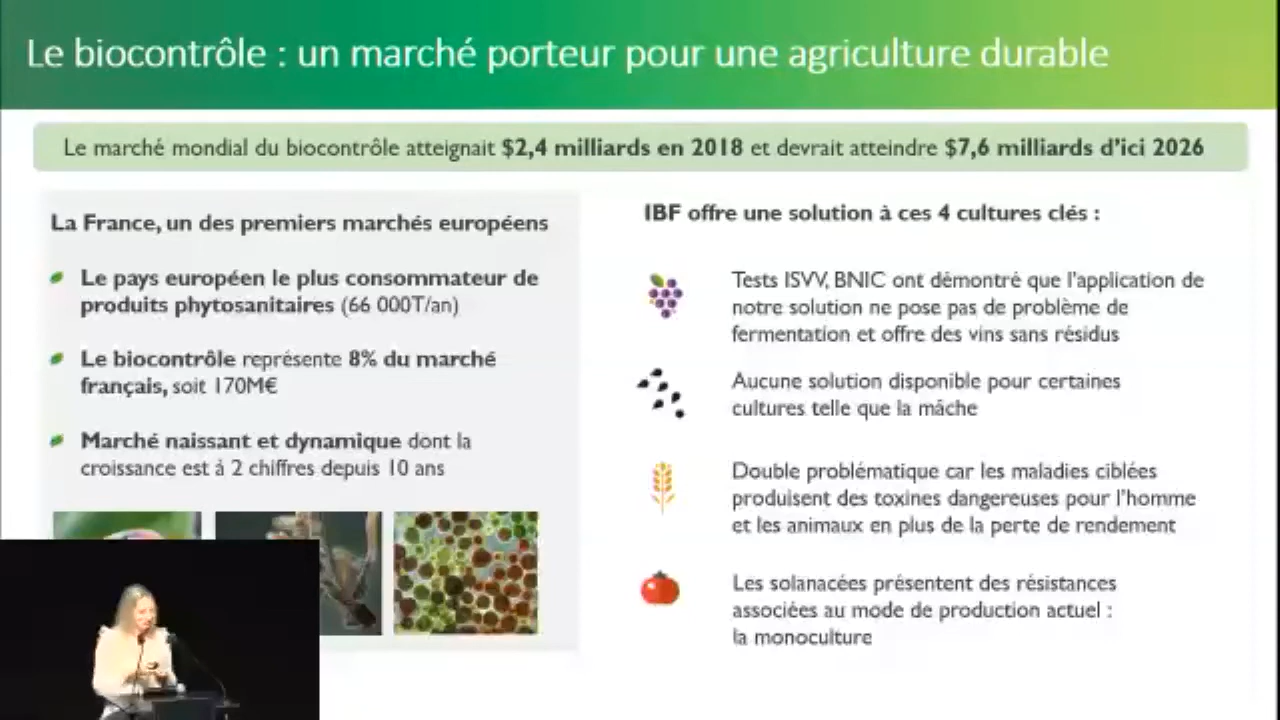 Le biocontrôle : un marché porteur pour une agriculture durable
Le marché mondial du biocontrôle atteignait $2,4 milliards en 2018 et devrait atteindre $7,6 milliards d'ici 2026
La France, un des premiers marchés européens
Le pays européen le plus consommateur de
produits phytosanitaires (66 000T/an)
Le biocontrôle représente 8% du marché
français, soit 170M€
Marché naissant et dynamique dont la
croissance est à 2 chiffres depuis 10 ans
IBF offre une solution à ces 4 cultures clés :
Tests ISVV, BNIC ont démontré que l'application de
notre solution ne pose pas de problème de
fermentation et offre des vins sans résidus
Aucune solution disponible pour certaines
cultures telle que la mâche
Double problématique car les maladies ciblées
produisent des toxines dangereuses pour l'homme
et les animaux en plus de la perte de rendement
Les solanacées présentent des résistances
associées au mode de production actuel :
la monoculture